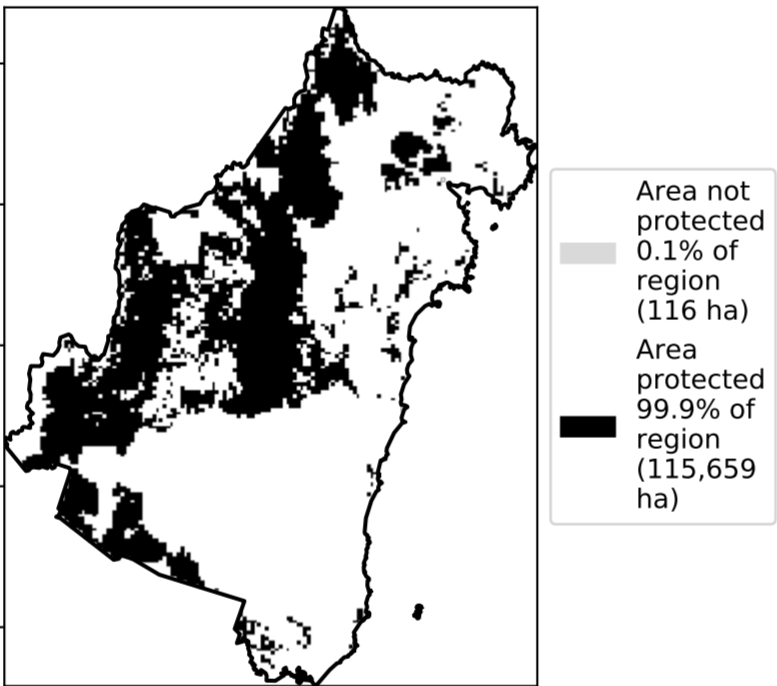 Area not
protected
0.1% of
region
(116 ha)
Area
protected
99.9% of
region
(115,659
ha)